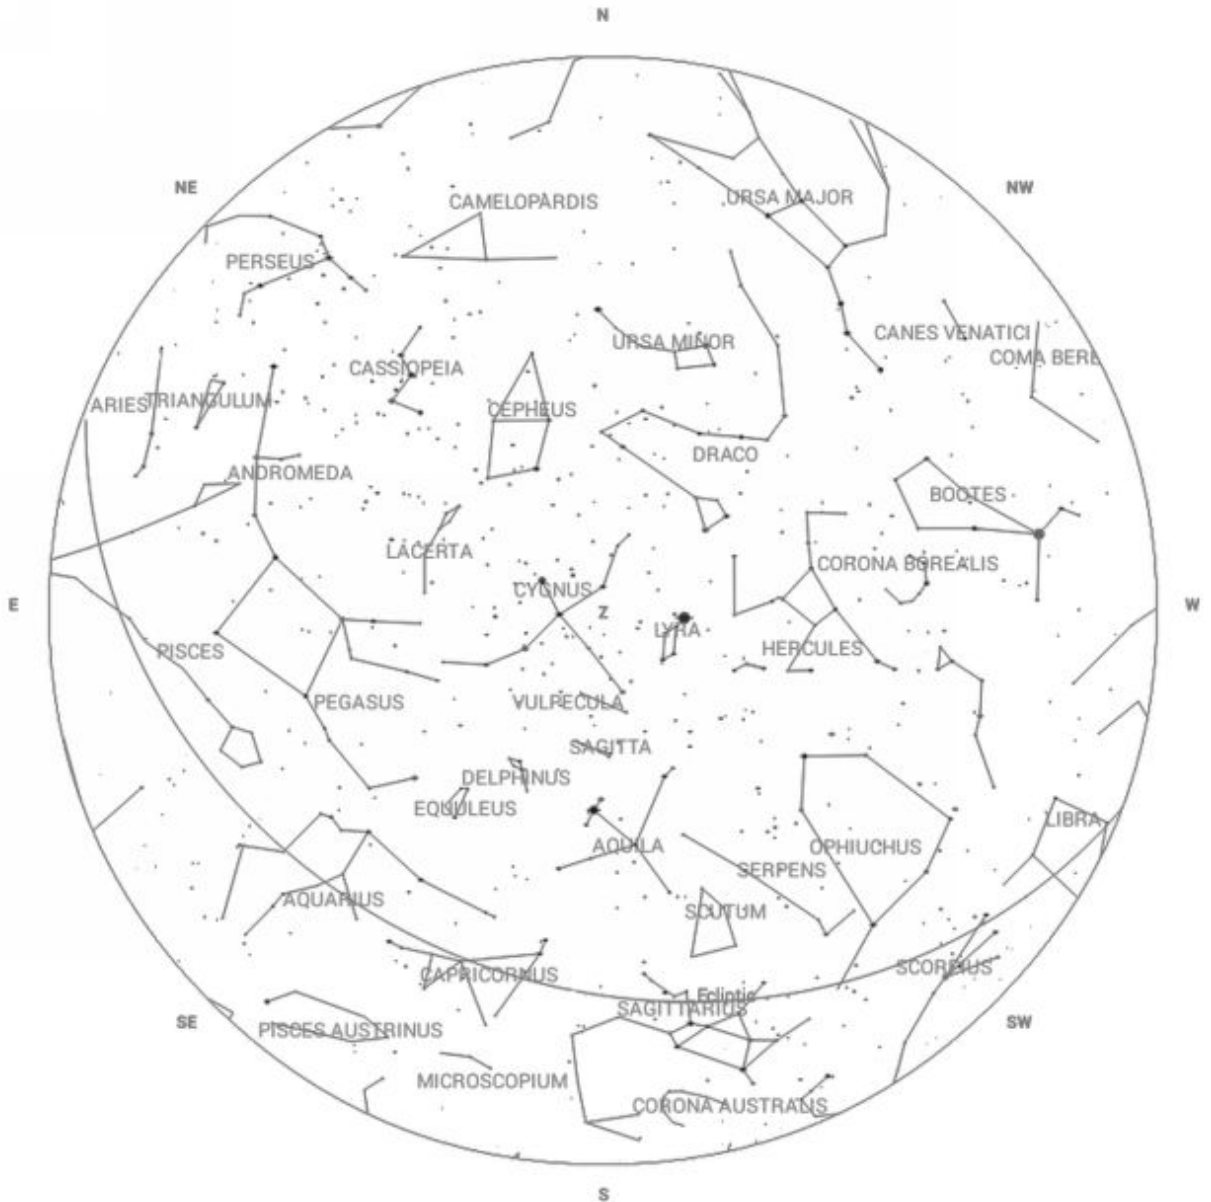 N
NE
NW
CAMELOPARDIS
URSA MAJOR
PERSEUS
URSA MINOR
CANES VENATICI
COMA BERE
CASSIOPEIA
ARIES
TRIANGULUM
CEPHEUS
DRACO
ANDROMEDA
BOOTES
LACERTA
CORONA BOREALIS
CYGNUS
E
Z
W
LYRA
PISCES
HERCULES
PEGASUS
VULPECULA
SAGITTA
DELPHINUS
EQUULEUS
LIBRA
AQUILA
OPHIUCHUS
SERPENS
AQUARIUS
SCUTUM
CAPRICORNUS
SCORPIUS
Ecliptic
SAGITTARIUS
SE
PISCES AUSTRINUS
SW
MICROSCOPIUM
CORONA AUSTRALIS
S